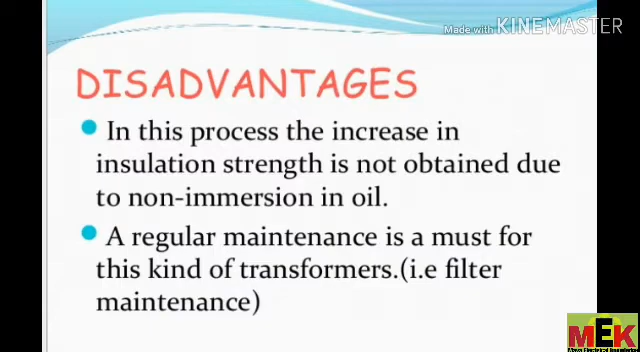 Made with KINEMASTER
DISADVANTAGES
In this process the increase in
insulation strength is not obtained due
to non-immersion in oil.
A regular maintenance is a must for
this kind of transformers.(i.e filter
maintenance)
MEK